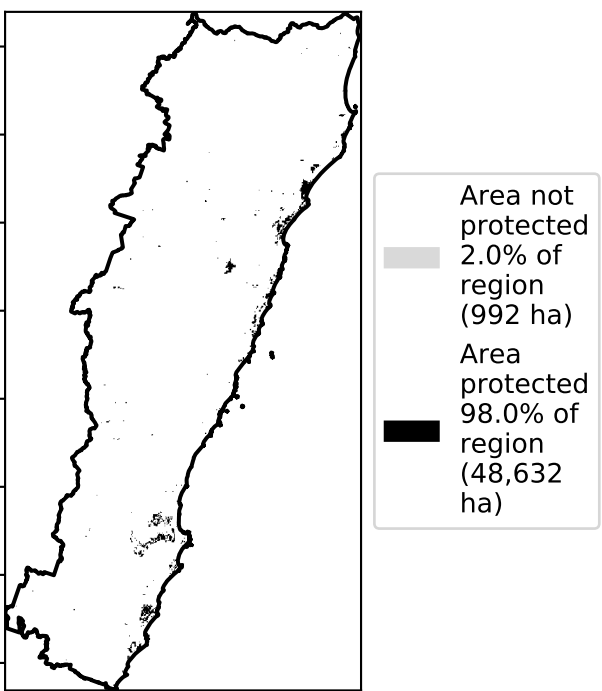 Area not
protected
2.0% of
region
(992 ha)
Area
protected
98.0% of
region
(48,632
ha)